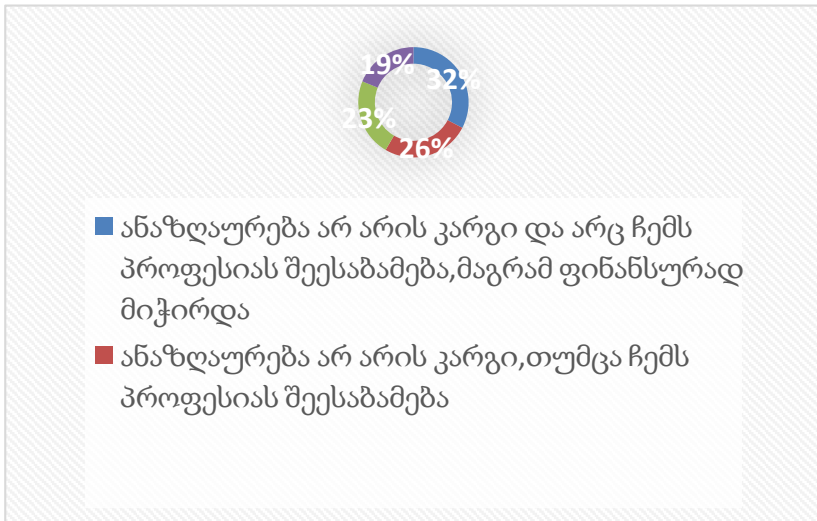 19%
32%
23%
26%
ანაზღაურება არ არის კარგი და არც ჩემს
პროფესიას შეესაბამება,მაგრამ ფინანსურად
მიჭირდა
ანაზღაურება არ არის კარგი,თუმცა ჩემს
პროფესიას შეესაბამება